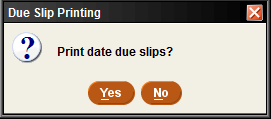 Due Slip Printing
Print date due slips?
Yes No